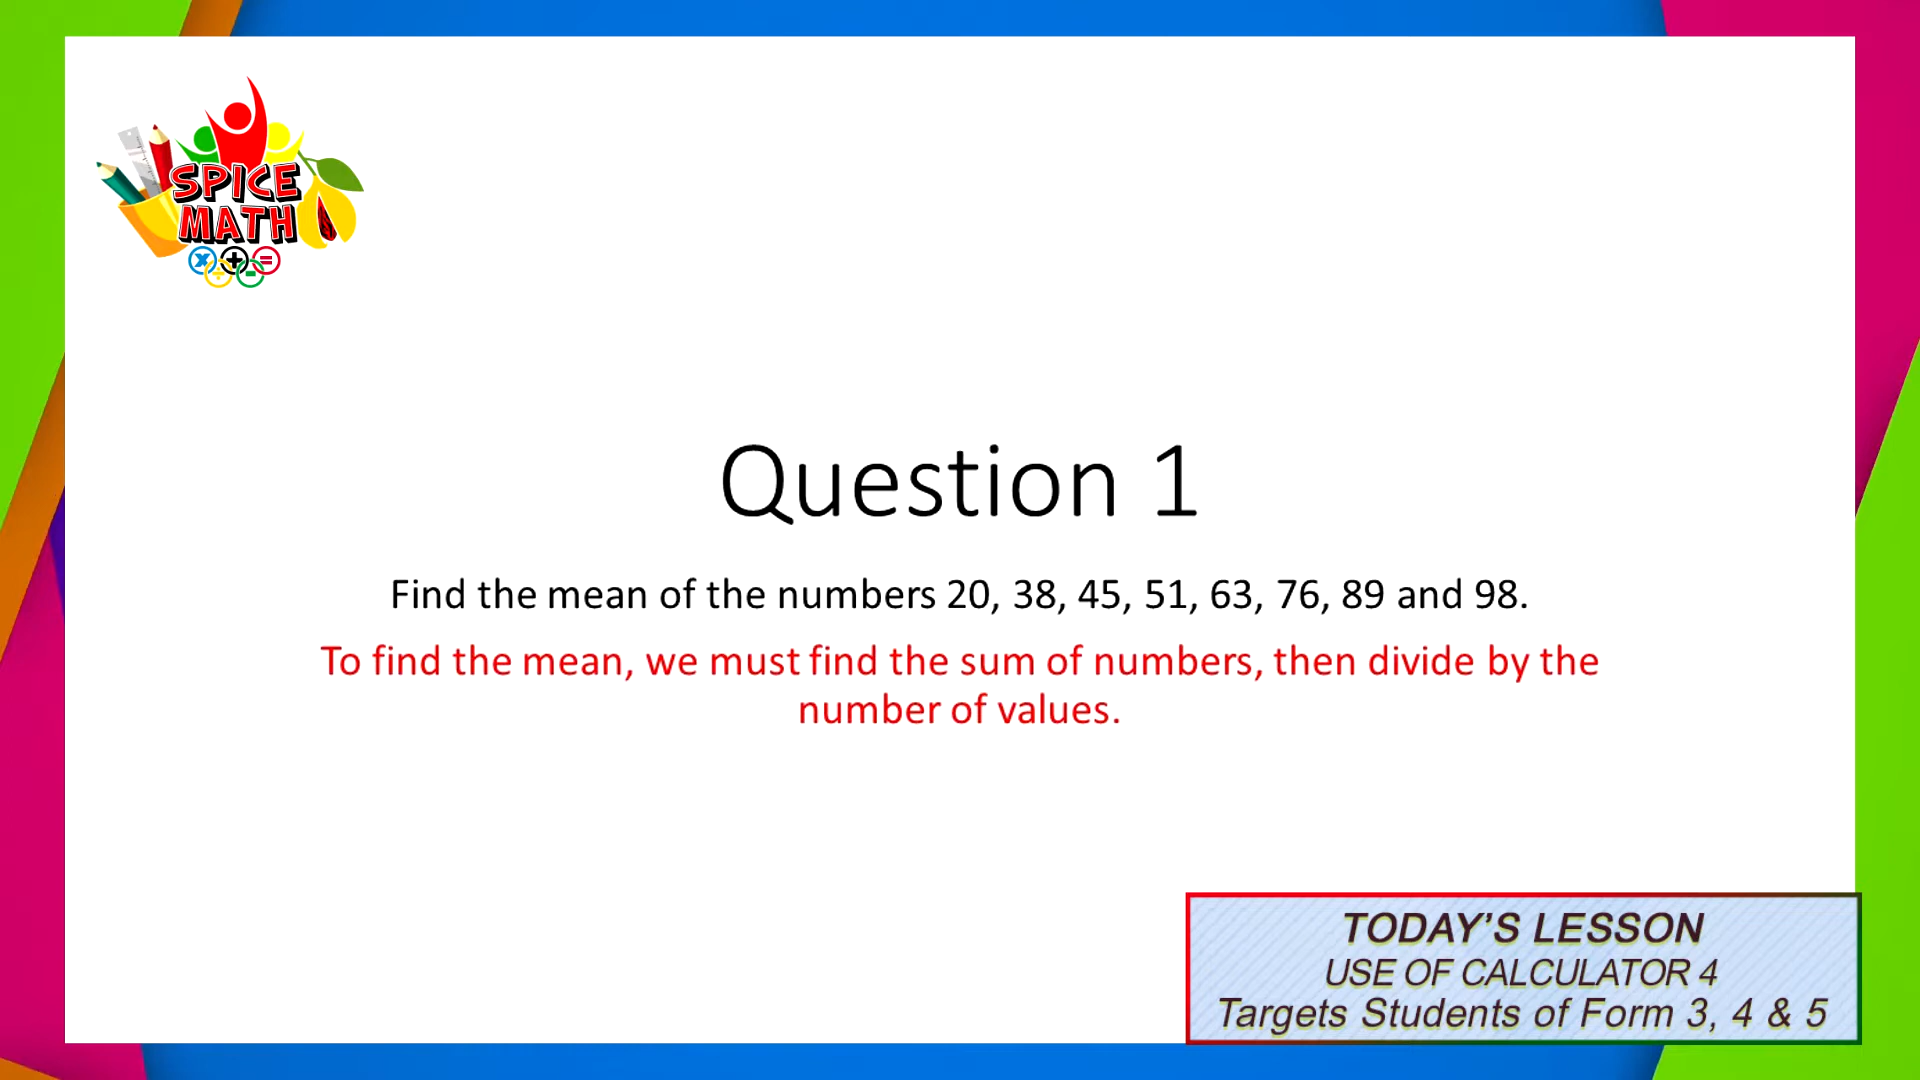 SPICE
MATH
Question 1
Find the mean of the numbers 20, 38, 45, 51, 63, 76, 89 and 98.
To find the mean, we must find the sum of numbers, then divide by the
number of values.
TODAY’S LESSON
USE OF CALCULATOR 4
Targets Students of Form 3, 4 & 5